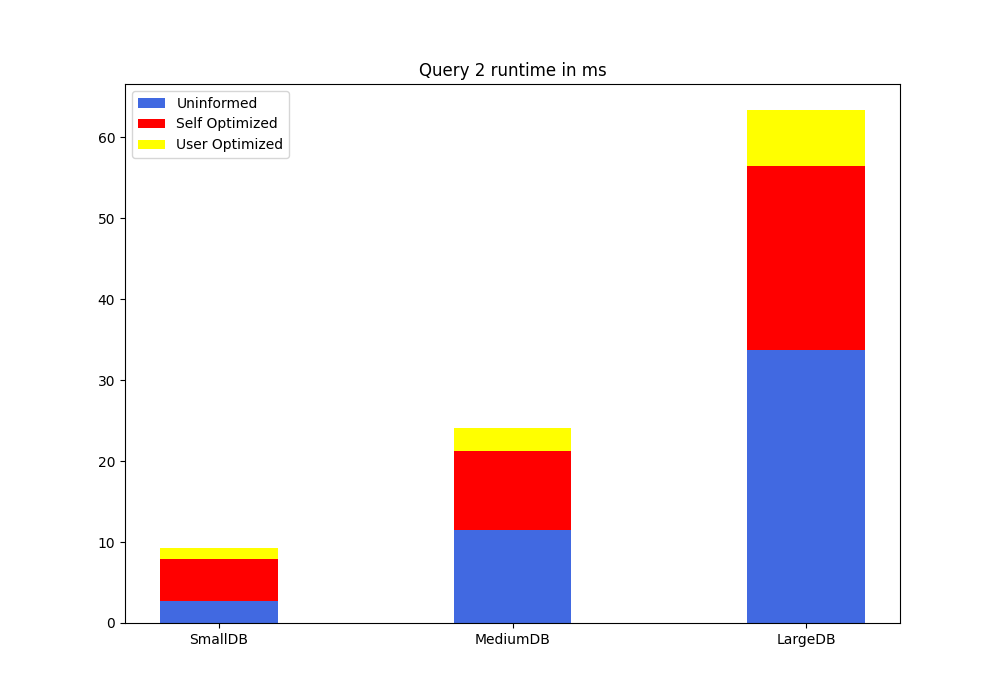 Query 2 runtime in ms
Uninformed
Self Optimized
User Optimized
60
50
40
30
20
10
0
SmallDB
MediumDB
LargeDB